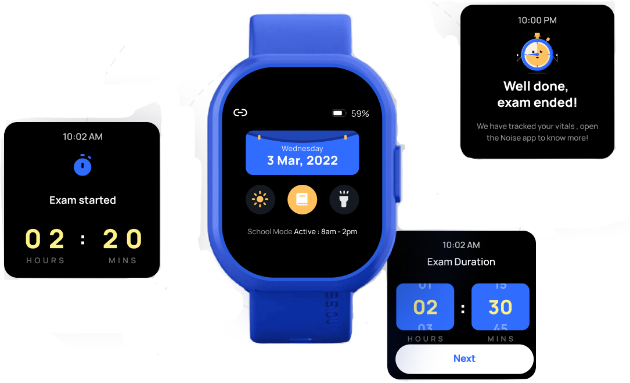 10:02 AM
Exam started
02 : 20
HOURS MINS
59%
Wednesday
3 Mar, 2022
School Mode Active : 8am - 2pm
10:00 PM
Well done,
exam ended!
We have tracked your vitals , open
the Noise app to know more!
10:02 AM
Exam Duration
01 15
02 : 30
03 45
HOURS MINS
Next